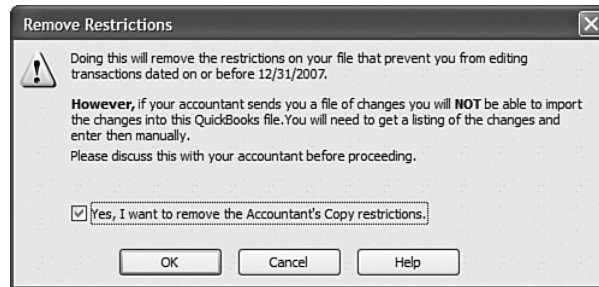 Remove Restrictions
Doing this will remove the restrictions on your file that prevent you from editing
transactions dated on or before 12/31/2007.
However, if your accountant sends you a file of changes you will NOT be able to import
the changes into this QuickBooks file.You will need to get a listing of the changes and
enter then manually.
Please discuss this with your accountant before proceeding.
Yes, I want to remove the Accountant's Copy restrictions.
OK Cancel Help